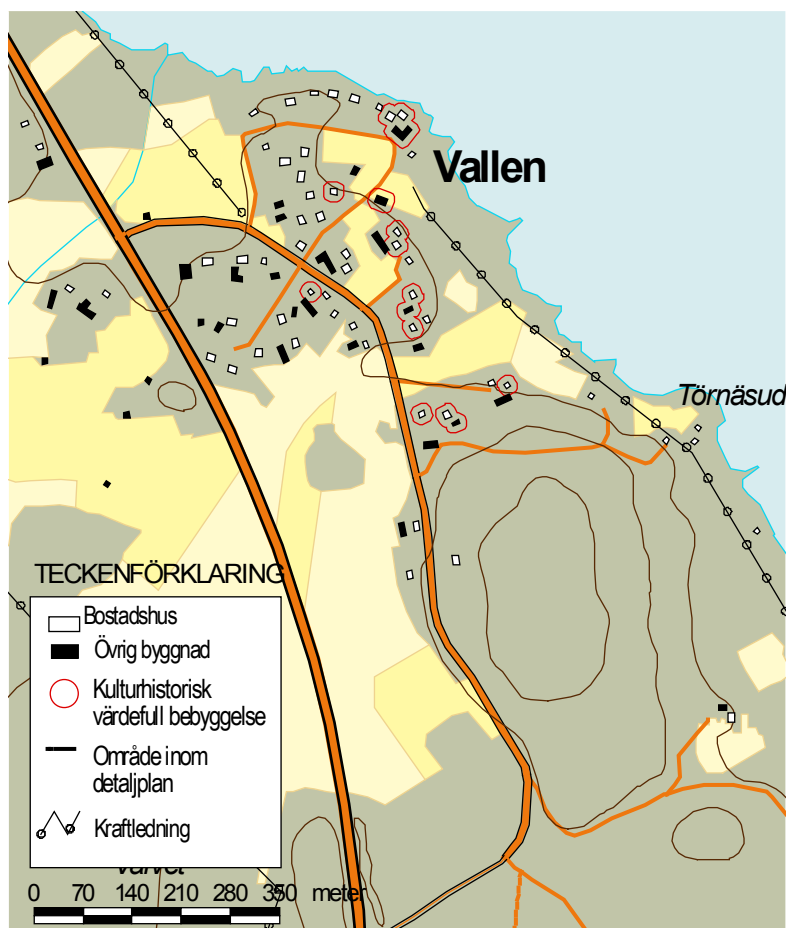 Vallen
Törnäsud
TECKENFÖRKLARING
Bostadshus
Övrig byggnad
Kulturhistorisk
värdefull bebyggelse
Område inom
detaljplan
Kraftledning
0 70 140 210 280 350 meter